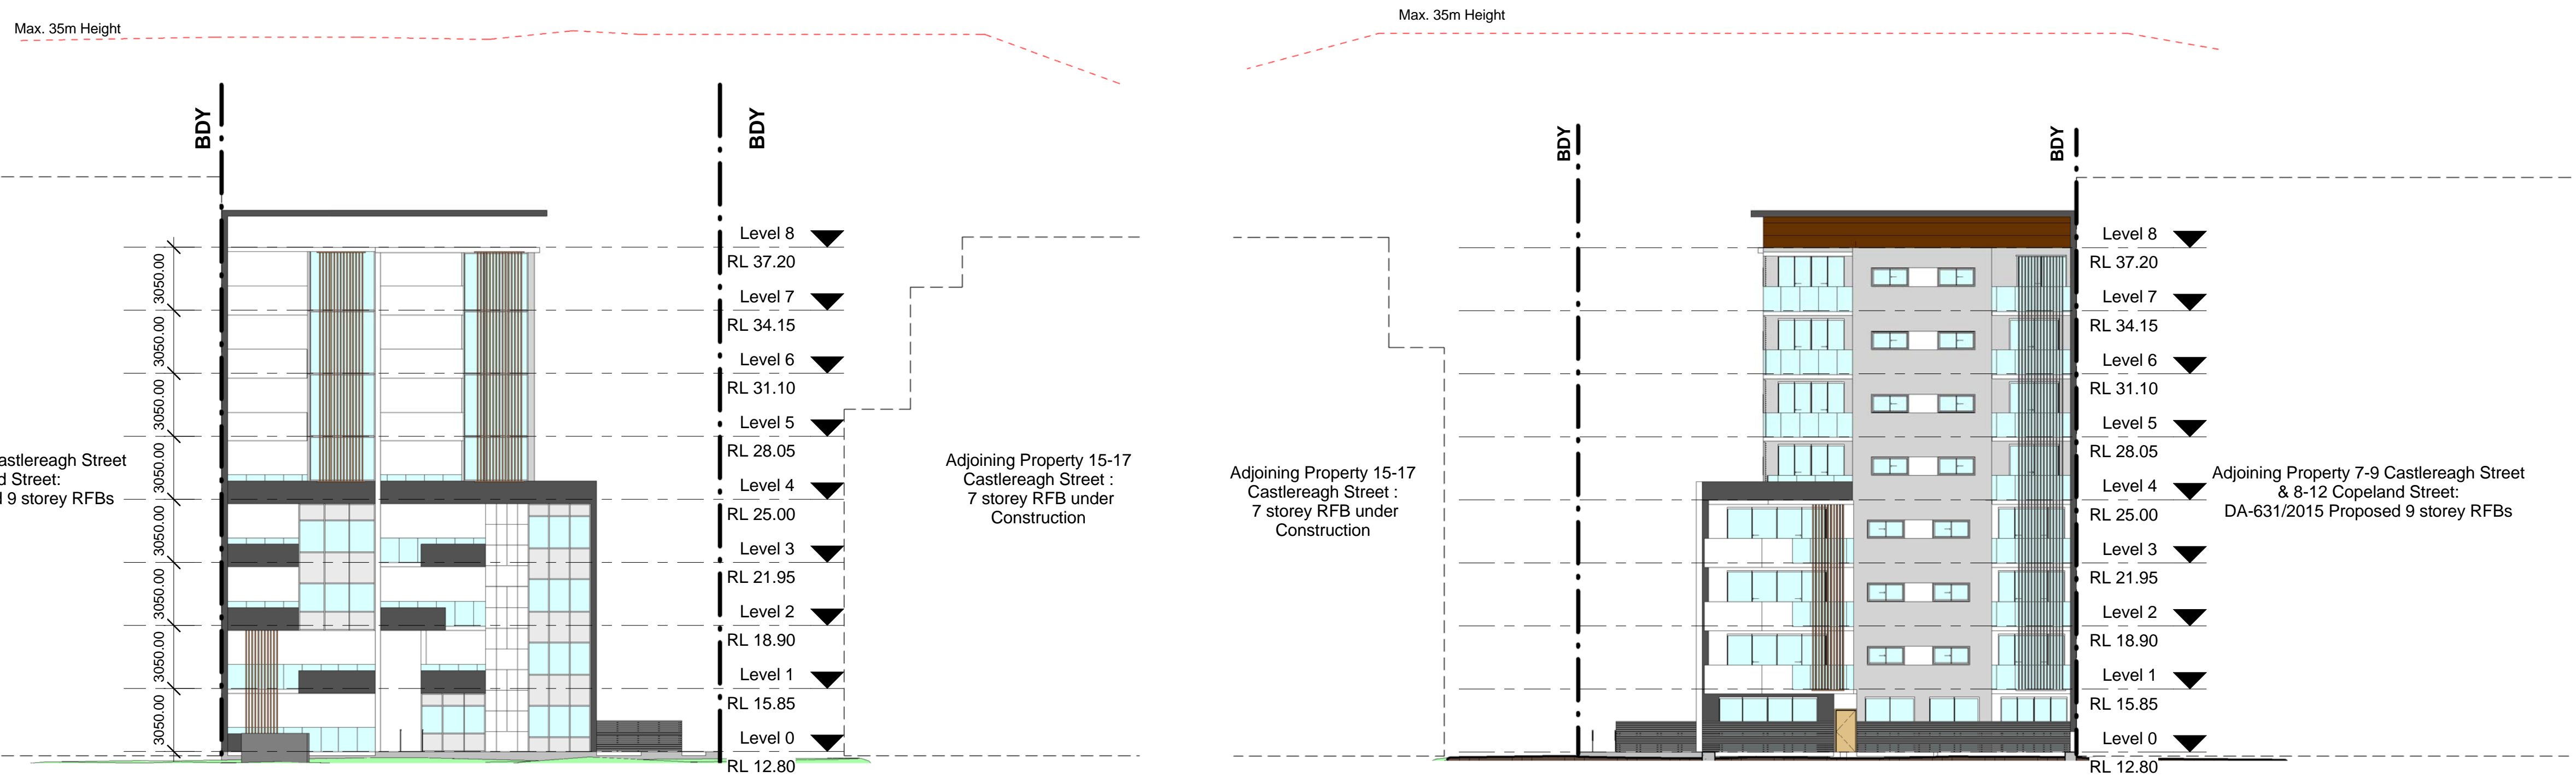 Max. 35m Height
BDY
BDY
Level 8
RL 37.20
Level 7
RL 34.15
Level 6
RL 31.10
Level 5
RL 28.05
Level 4
RL 25.00
Level 3
RL 21.95
Level 2
RL 18.90
Level 1
RL 15.85
Level 0
RL 12.80
3050.00
3050.00
3050.00
3050.00
3050.00
3050.00
3050.00
3050.00
astlereagh Street
d Street:
9 storey RFBs
Adjoining Property 15-17
Castlereagh Street :
7 storey RFB under
Construction
Max. 35m Height
BDY
BDY
Adjoining Property 15-17
Castlereagh Street :
7 storey RFB under
Construction
Level 8
RL 37.20
Level 7
RL 34.15
Level 6
RL 31.10
Level 5
RL 28.05
Level 4
RL 25.00
Level 3
RL 21.95
Level 2
RL 18.90
Level 1
RL 15.85
Level 0
RL 12.80
Adjoining Property 7-9 Castlereagh Street
& 8-12 Copeland Street:
DA-631/2015 Proposed 9 storey RFBs